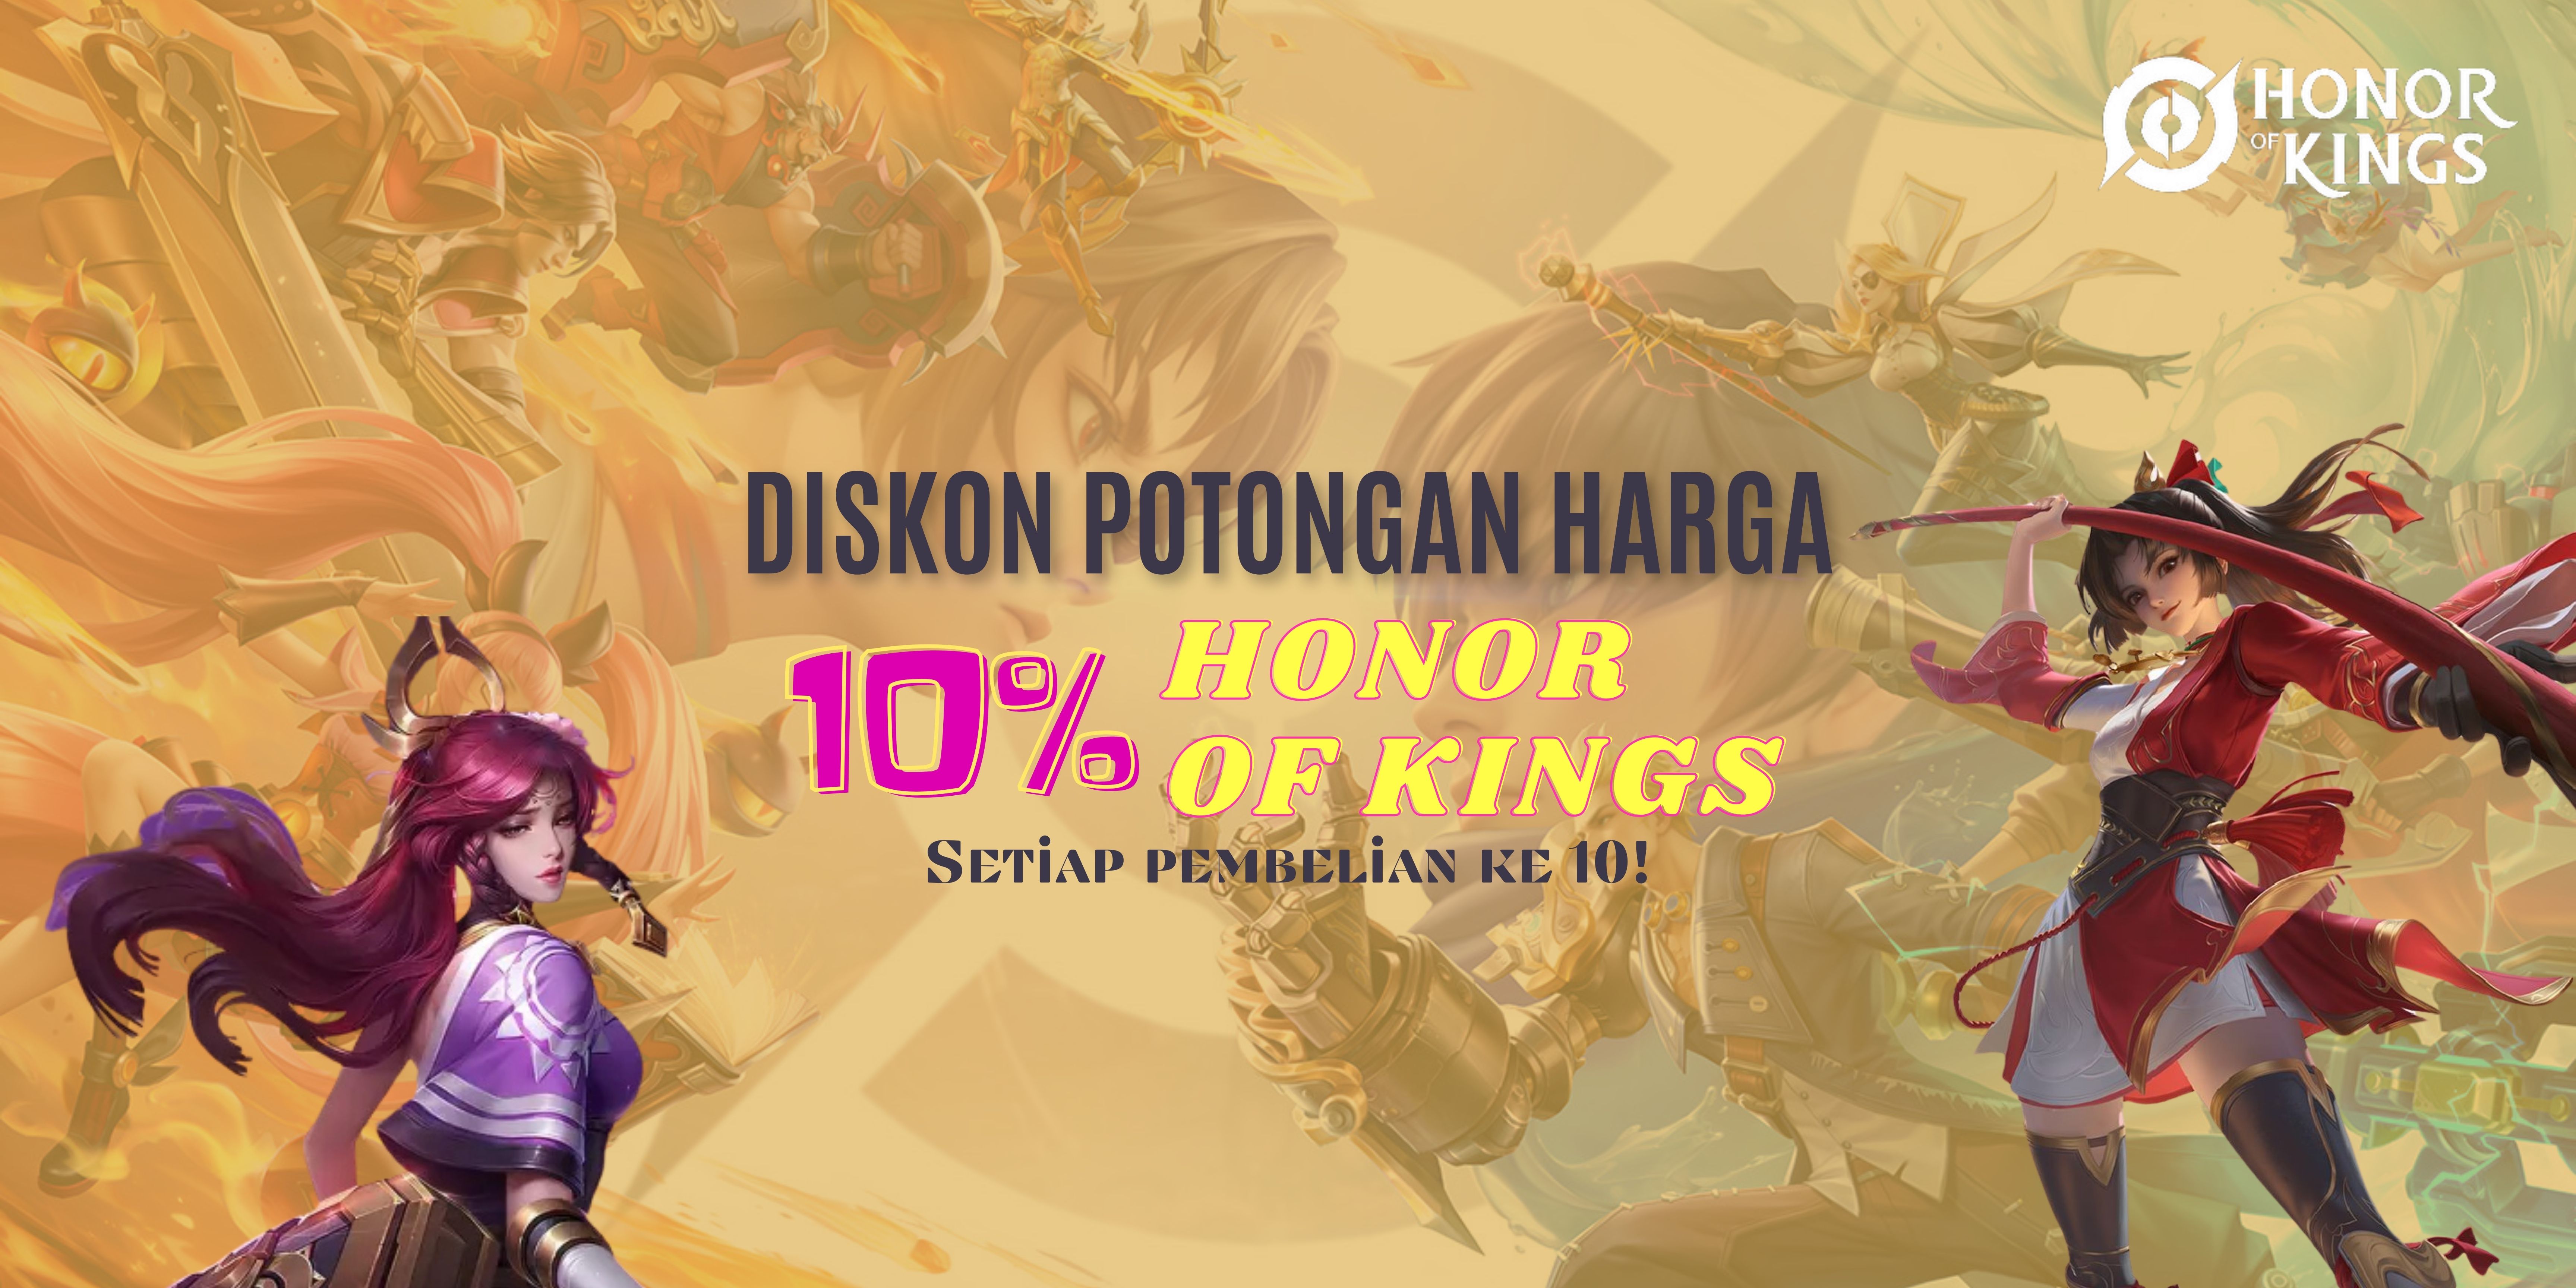 HONOR
OF KINGS
DISKON POTONGAN HARGA
10% HONOR
OF KINGS
Setiap pembelian ke 10!